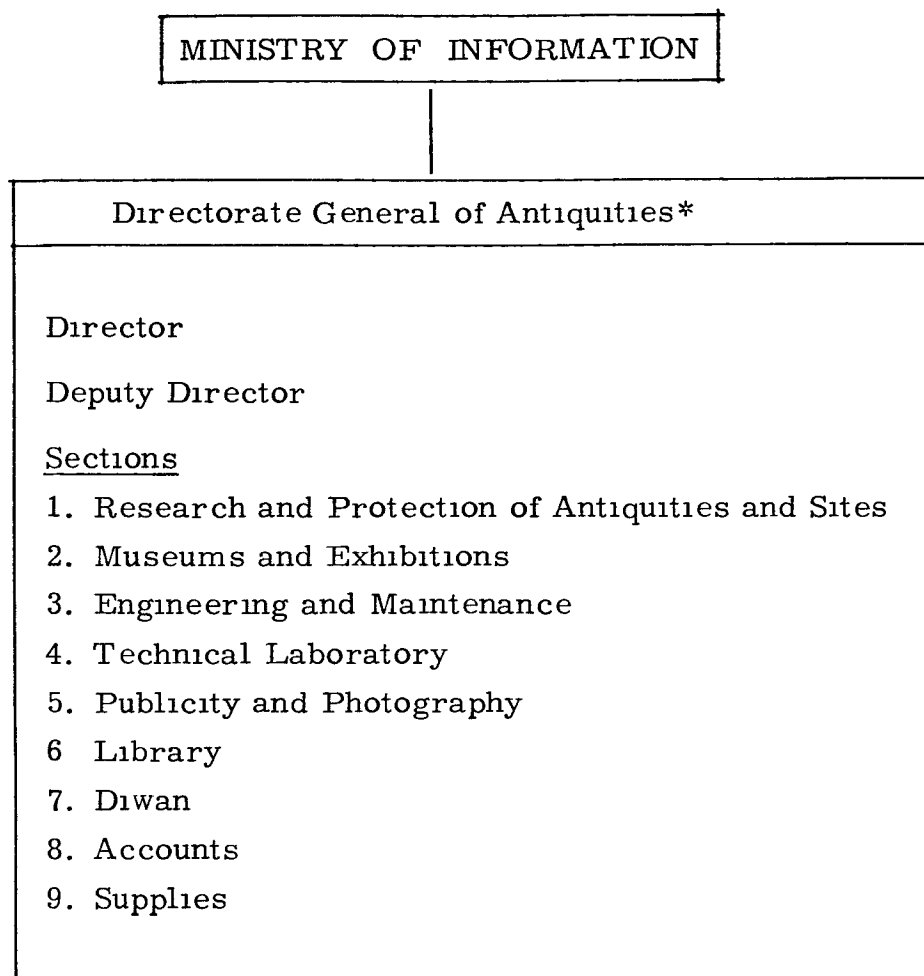 MINISTRY OF INFORMATION
Directorate General of Antiquities*
Director
Deputy Director
Sections
1. Research and Protection of Antiquities and Sites
2. Museums and Exhibitions
3. Engineering and Maintenance
4. Technical Laboratory
5. Publicity and Photography
6 Library
7. Diwan
8. Accounts
9. Supplies